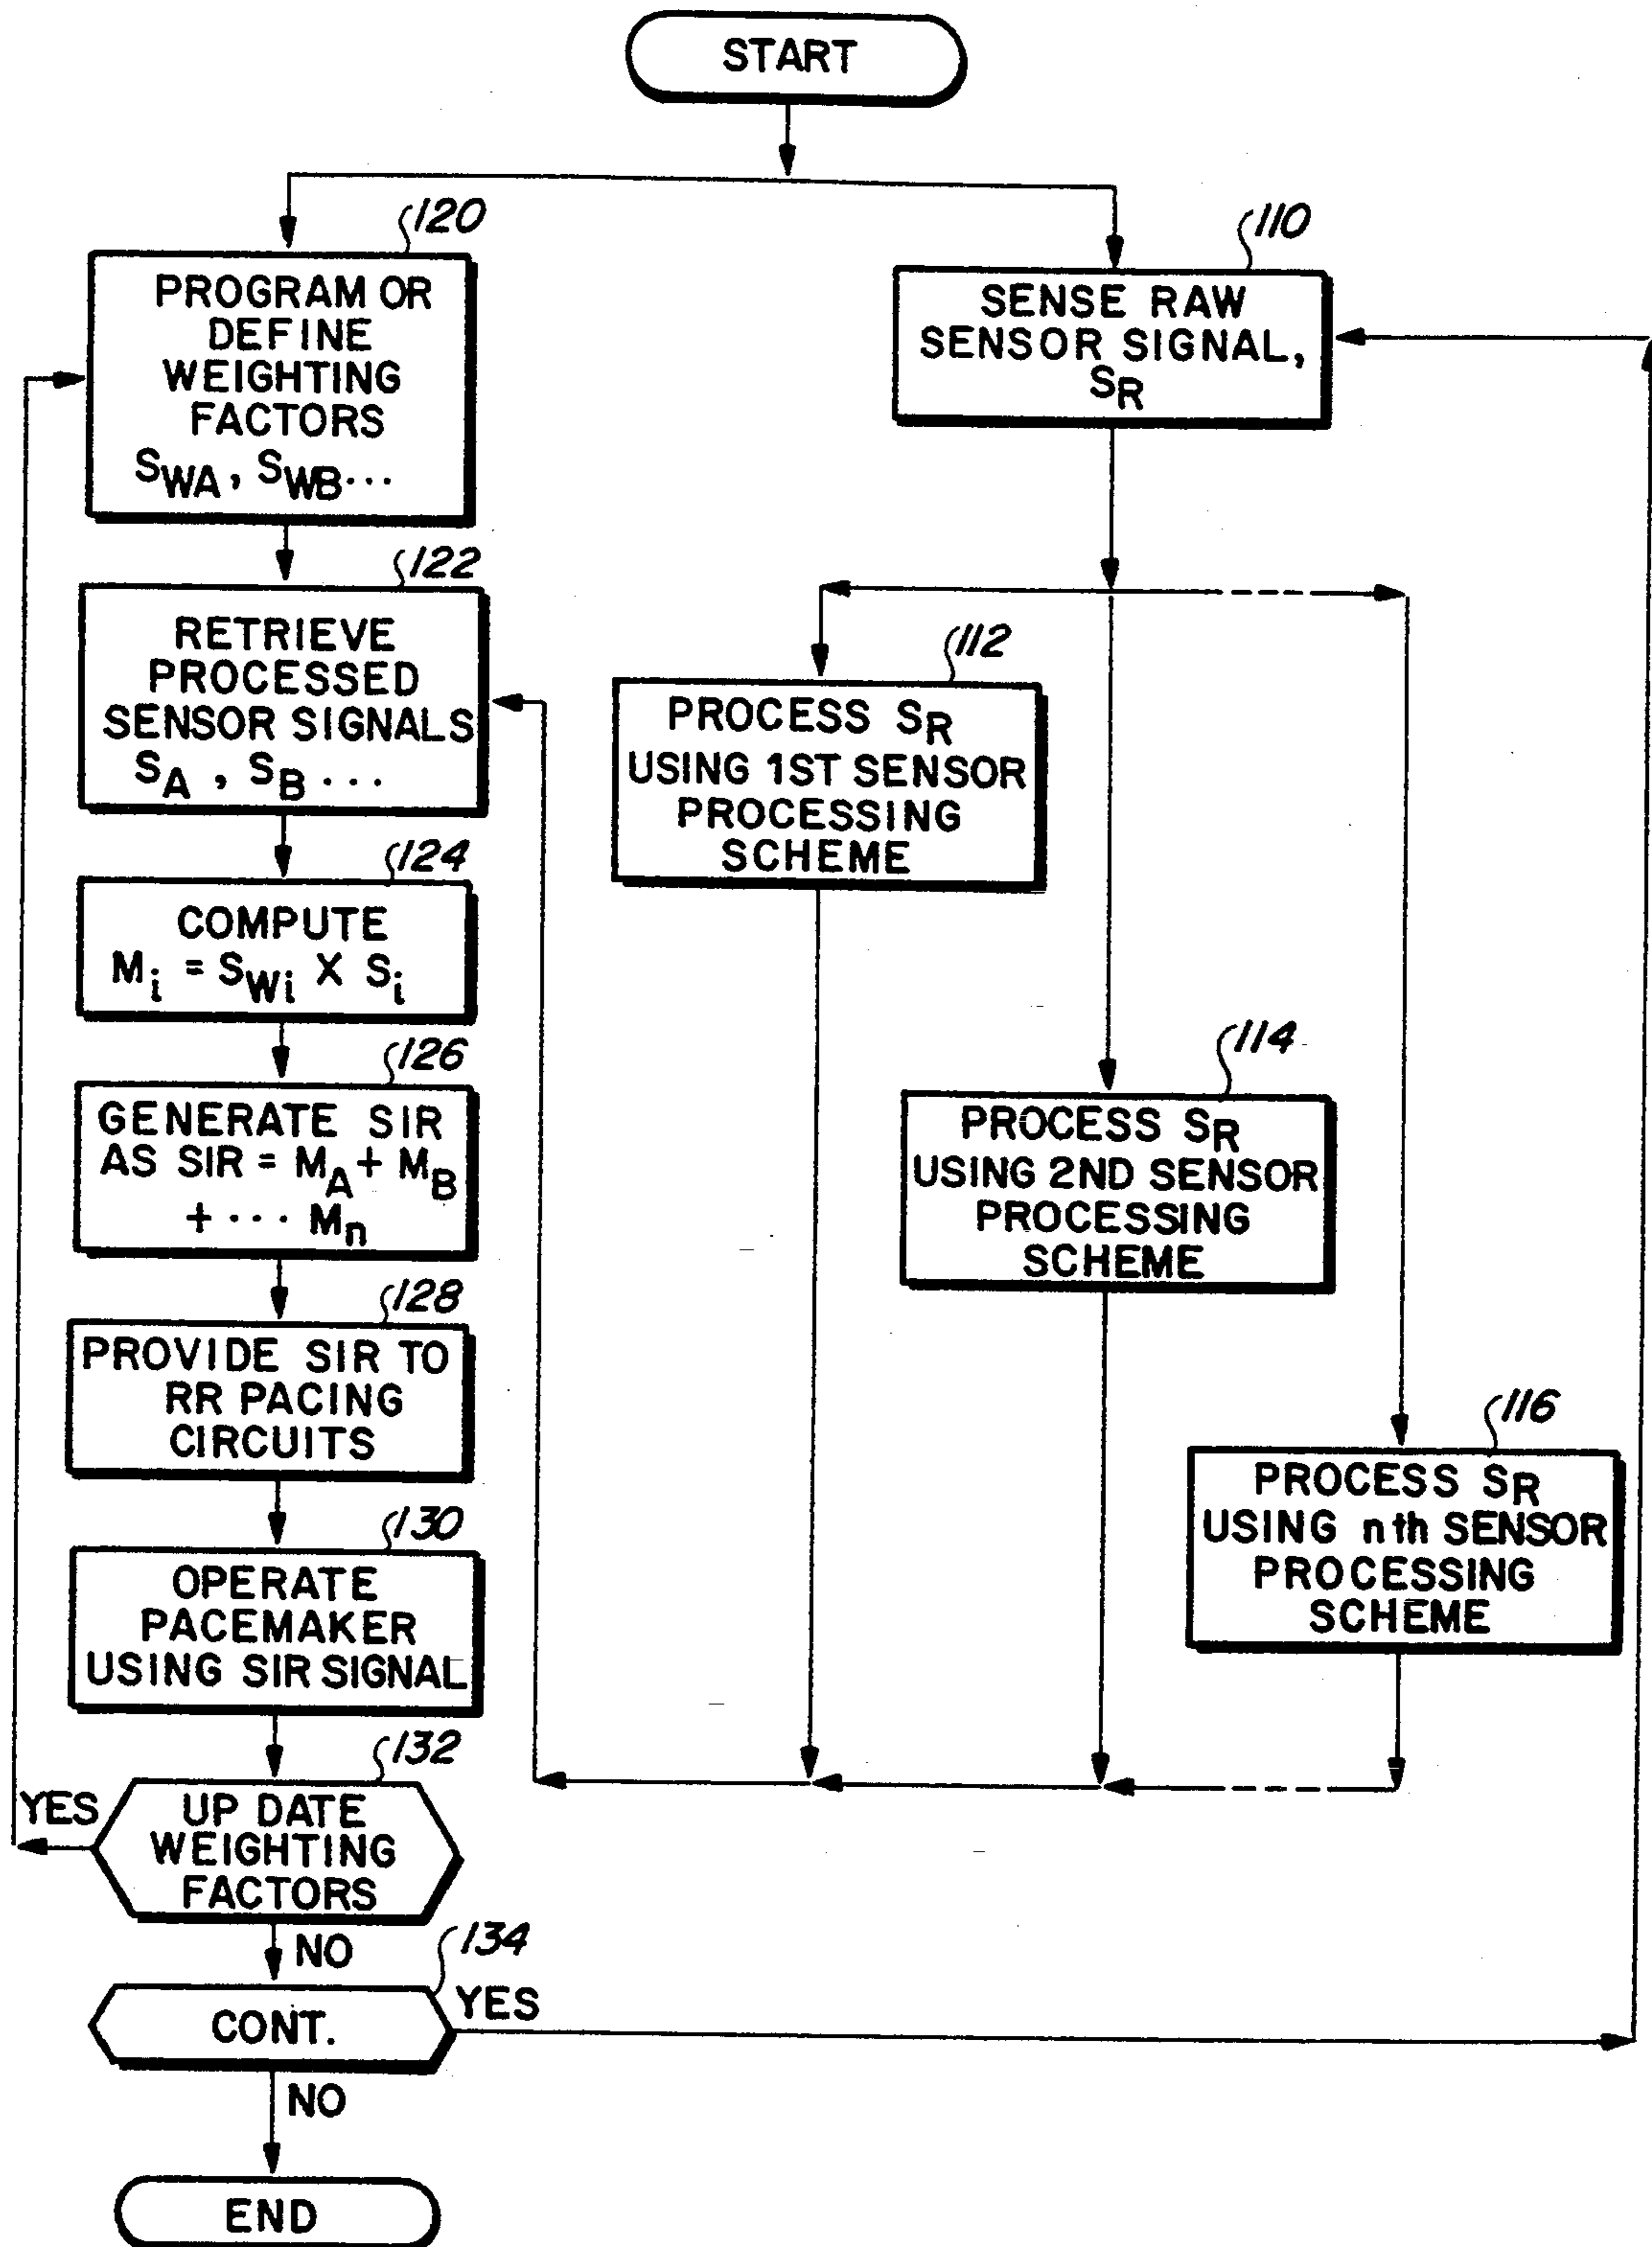 START
120
PROGRAM OR
DEFINE
WEIGHTING
FACTORS
SWA, SWB...
110
SENSE RAW
SENSOR SIGNAL,
SR
122
RETRIEVE
PROCESSED
SENSOR SIGNALS
SA, SB...
112
PROCESS SR
USING 1ST SENSOR
PROCESSING
SCHEME
124
COMPUTE
Mi = SWi X Si
126
GENERATE SIR
AS SIR = MA + MB
+ ... Mn
114
PROCESS SR
USING 2ND SENSOR
PROCESSING
SCHEME
128
PROVIDE SIR TO
RR PACING
CIRCUITS
116
PROCESS SR
USING nth SENSOR
PROCESSING
SCHEME
130
OPERATE
PACEMAKER
USING SIR SIGNAL
132
YES
UP DATE
WEIGHTING
FACTORS
NO
134
CONT.
YES
NO
END